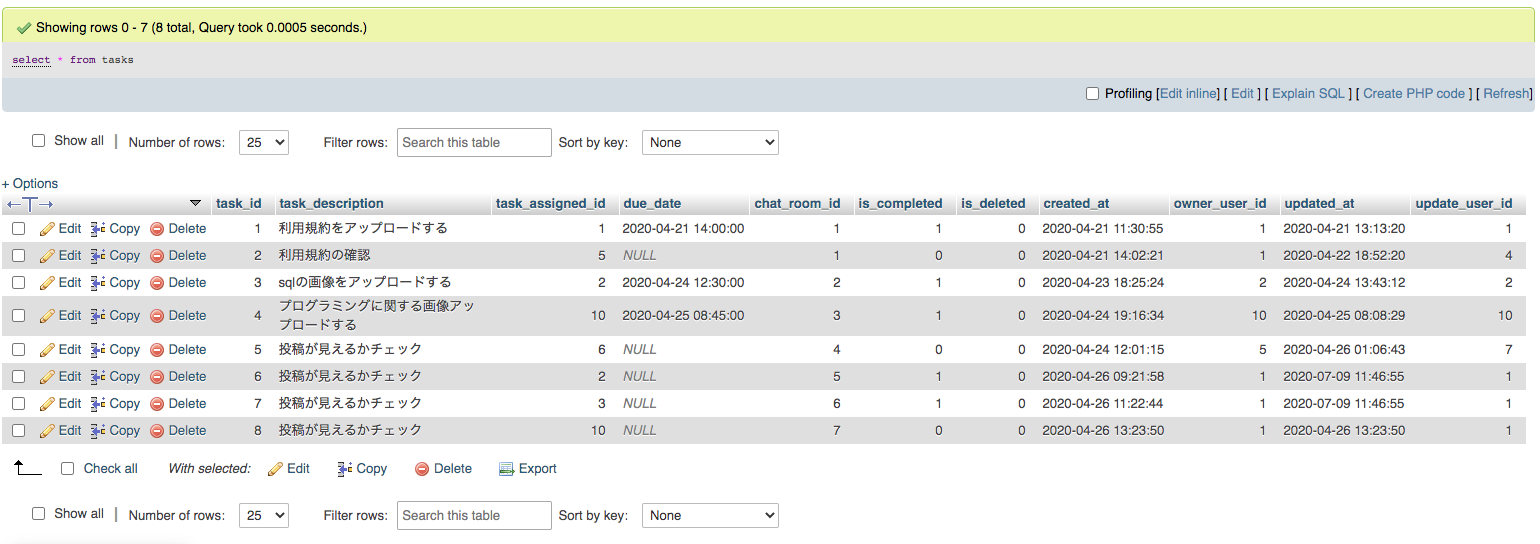 Showing rows 0 - 7 (8 total, Query took 0.0005 seconds.)
select * from tasks
Profiling [Edit inline] [ Edit ] [ Explain SQL ] [ Create PHP code ] [ Refresh]
Show all | Number of rows: 25 Filter rows: Search this table Sort by key: None
+ Options
←T→ task_id task_description task_assigned_id due_date chat_room_id is_completed is_deleted created_at owner_user_id updated_at update_user_id
Edit Copy Delete 1 利用規約をアップロードする 1 2020-04-21 14:00:00 1 1 0 2020-04-21 11:30:55 1 2020-04-21 13:13:20 1
Edit Copy Delete 2 利用規約の確認 5 NULL 1 0 0 2020-04-21 14:02:21 1 2020-04-22 18:52:20 4
Edit Copy Delete 3 sqlの画像をアップロードする 2 2020-04-24 12:30:00 2 1 0 2020-04-23 18:25:24 2 2020-04-24 13:43:12 2
Edit Copy Delete 4 プログラミングに関する画像アッ
プロードする 10 2020-04-25 08:45:00 3 1 0 2020-04-24 19:16:34 10 2020-04-25 08:08:29 10
Edit Copy Delete 5 投稿が見えるかチェック 6 NULL 4 0 0 2020-04-24 12:01:15 5 2020-04-26 01:06:43 7
Edit Copy Delete 6 投稿が見えるかチェック 2 NULL 5 1 0 2020-04-26 09:21:58 1 2020-07-09 11:46:55 1
Edit Copy Delete 7 投稿が見えるかチェック 3 NULL 6 1 0 2020-04-26 11:22:44 1 2020-07-09 11:46:55 1
Edit Copy Delete 8 投稿が見えるかチェック 10 NULL 7 0 0 2020-04-26 13:23:50 1 2020-04-26 13:23:50 1
Check all With selected: Edit Copy Delete Export
Show all | Number of rows: 25 Filter rows: Search this table Sort by key: None